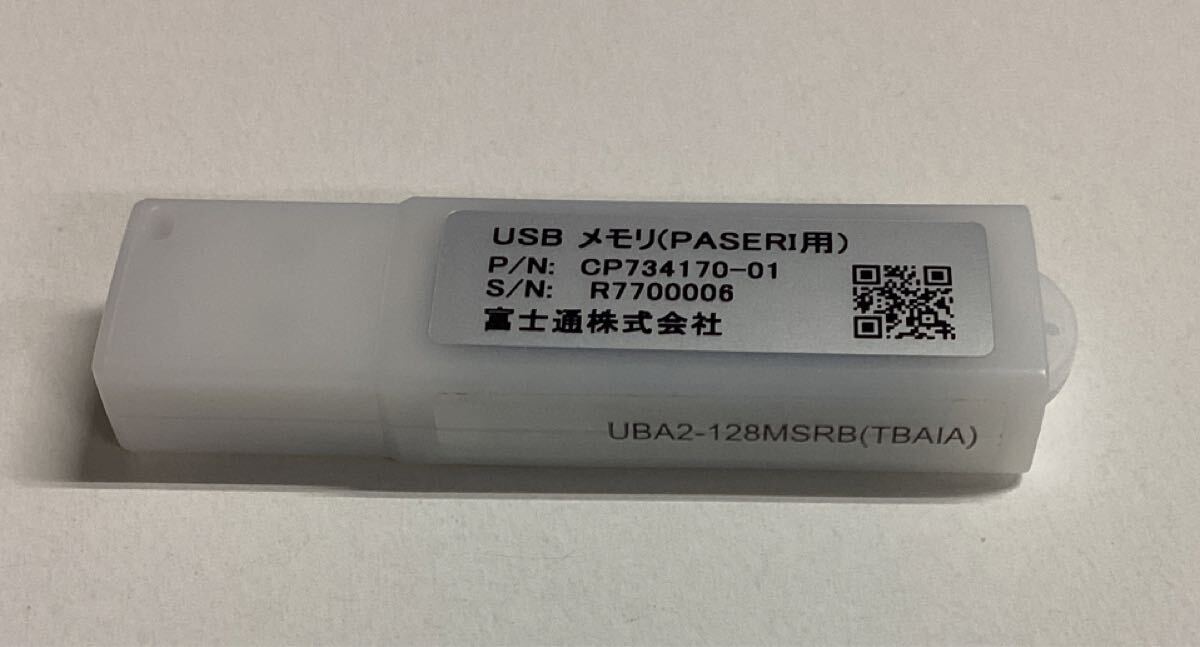 USB メモリ(PASERI用)
P/N: CP734170-01
S/N: R7700006
富士通株式会社
UBA2-128MSRB(TBAIA)